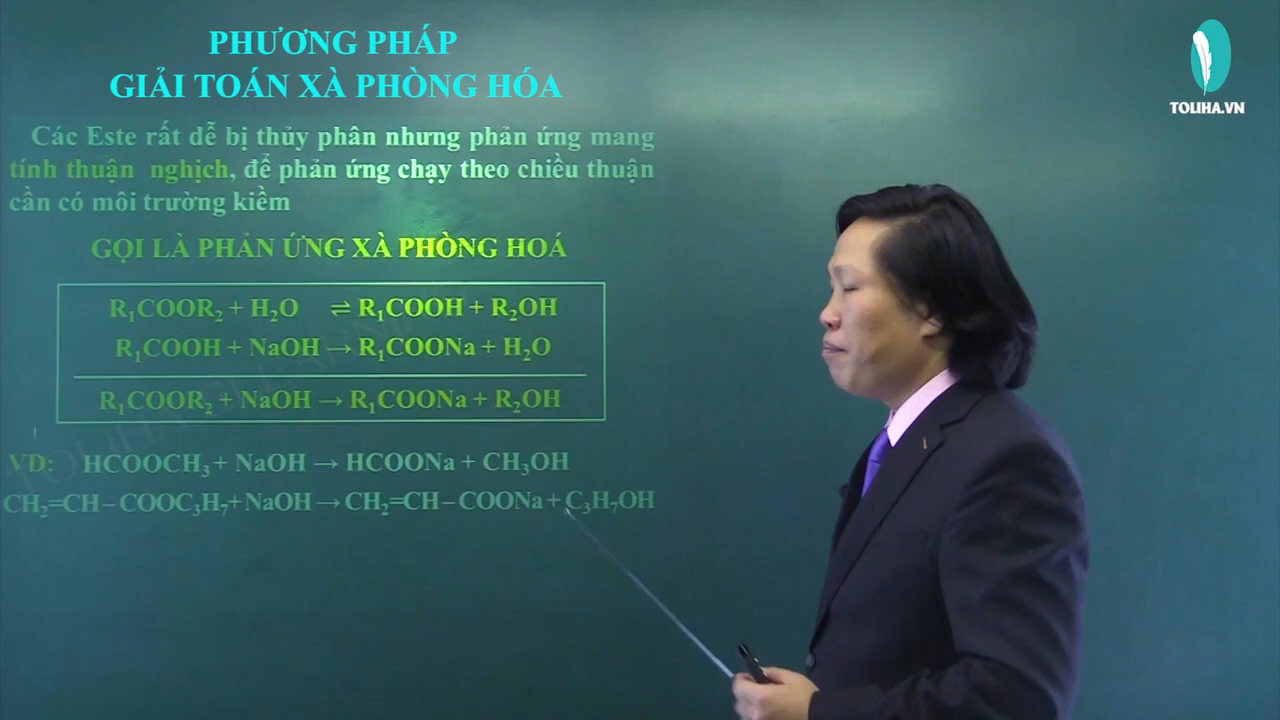 PHƯƠNG PHÁP
GIẢI TOÁN XÀ PHÒNG HÓA
TOLIHA.VN
Các Este rất dễ bị thủy phân nhưng phản ứng mang
tính thuận nghịch, để phản ứng chạy theo chiều thuận
cần có môi trường kiềm
GỌI LÀ PHẢN ỨNG XÀ PHÒNG HOÁ
R₁COOR₂ + H₂O ⇌ R₁COOH + R₂OH
R₁COOH + NaOH → R₁COONa + H₂O
R₁COOR₂ + NaOH → R₁COONa + R₂OH
VD: HCOOCH₃ + NaOH → HCOONa + CH₃OH
CH₂=CH – COOC₃H₇ + NaOH → CH₂=CH – COONa + C₃H₇OH